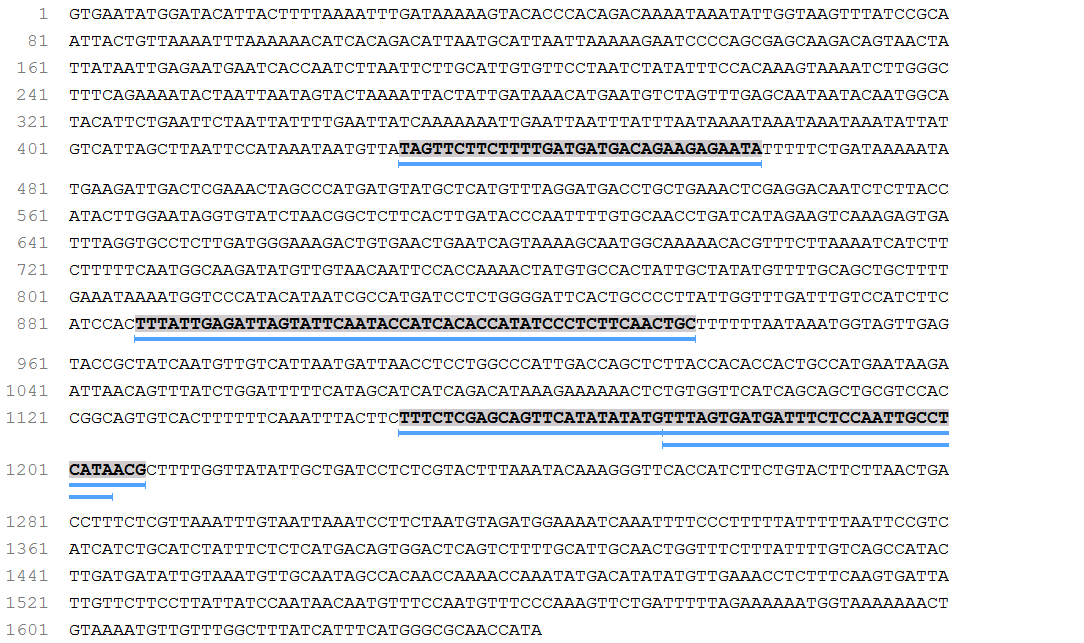 1 GTGAATATGGATACATTACTTTTAAAATTTGATAAAAAGTACACCCACAGACAAAATAAATATTGGTAAGTTTATCCGCA
81 ATTACTGTTAAAATTTAAAAAACATCACAGACATTAATGCATTAATTAAAAAGAATCCCCAGCGAGCAAGACAGTAACTA
161 TTATAATTGAGAATGAATCACCAATCTTAATTCTTGCATTGTGTTCCTAATCTATATTTCCACAAAGTAAAATCTTGGGC
241 TTTCAGAAAATACTAATTAATAGTACTAAAATTACTATTGATAAACATGAATGTCTAGTTTGAGCAATAATACAATGGCA
321 TACATTCTGAATTCTAATTATTTTGAATTATCAAAAAAATTGAATTAATTTATTTAATAAAATAAATAAATAAATATTAT
401 GTCATTAGCTTAATTCCATAAATAATGTTATAGTTCTTCTTTTGATGATGACAGAAGAGAATATTTTTCTGATAAAAATA
481 TGAAGATTGACTCGAAACTAGCCCATGATGTATGCTCATGTTTAGGATGACCTGCTGAAACTCGAGGACAATCTCTTACC
561 ATACTTGGAATAGGTGTATCTAACGGCTCTTCACTTGATACCCAATTTTGTGCAACCTGATCATAGAAGTCAAAGAGTGA
641 TTTAGGTGCCTCTTGATGGGAAAGACTGTGAACTGAATCAGTAAAAGCAATGGCAAAAACACGTTTCTTAAAATCATCTT
721 CTTTTTCAATGGCAAGATATGTTGTAACAATTCCACCAAAACTATGTGCCACTATTGCTATATGTTTTGCAGCTGCTTTT
801 GAAATAAAATGGTCCCATACATAATCGCCATGATCCTCTGGGGATTCACTGCCCCTTATTGGTTTGATTTGTCCATCTTC
881 ATCCACTTTATTGAGATTAGTATTCAATACCATCACACCATATCCCTCTTCAACTGCTTTTTTAATAAATGGTAGTTGAG
961 TACCGCTATCAATGTTGTCATTAATGATTAACCTCCTGGCCCATTGACCAGCTCTTACCACACCACTGCCATGAATAAGA
1041 ATTAACAGTTTATCTGGATTTTTCATAGCATCATCAGACATAAAGAAAAAACTCTGTGGTTCATCAGCAGCTGCGTCCAC
1121 CGGCAGTGTCACTTTTTTCAAATTTACTTCTTTCTCGAGCAGTTCATATATATGTTTAGTGATGATTTCTCCAATTGCCT
1201 CATAACGCTTTTGGTTATATTGCTGATCCTCTCGTACTTTAAATACAAAGGGTTCACCATCTTCTGTACTTCTTAACTGA
1281 CCTTTCTCGTTAAATTTGTAATTAAATCCTTCTAATGTAGATGGAAAATCAAATTTTCCCTTTTTATTTTTAATTCCGTC
1361 ATCATCTGCATCTATTTCTCTCATGACAGTGGACTCAGTCTTTTGCATTGCAACTGGTTTCTTTATTTTGTCAGCCATAC
1441 TTGATGATATTGTAAATGTTGCAATAGCCACAACCAAAACCAAATATGACATATATGTTGAAACCTCTTTCAAGTGATTA
1521 TTGTTCTTCCTTATTATCCAATAACAATGTTTCCAATGTTTCCCAAAGTTCTGATTTTTAGAAAAAATGGTAAAAAAACT
1601 GTAAAATGTTGTTTGGCTTTATCATTTCATGGGCGCAACCATA